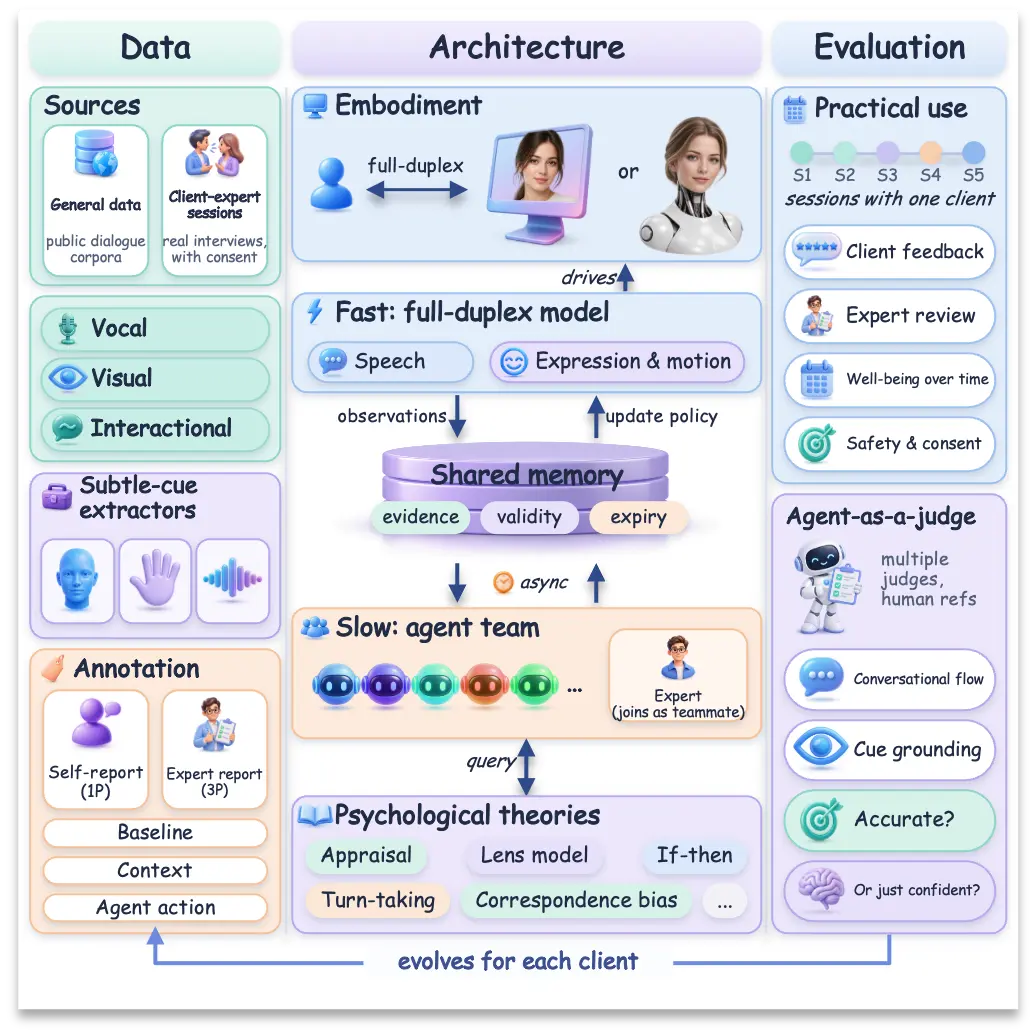 Data
Sources
General data
public dialogue
corpora
Client-expert
sessions
real interviews,
with consent
Vocal
Visual
Interactional
Subtle-cue
extractors
Annotation
Self-report
(1P)
Expert report
(3P)
Baseline
Context
Agent action
Architecture
Embodiment
full-duplex
or
drives
Fast: full-duplex model
Speech
Expression & motion
observations
update policy
Shared memory
evidence
validity
expiry
async
Slow: agent team
...
Expert
(joins as teammate)
query
Psychological theories
Appraisal
Lens model
If-then
Turn-taking
Correspondence bias
...
Evaluation
Practical use
S1
S2
S3
S4
S5
sessions with one client
Client feedback
Expert review
Well-being over time
Safety & consent
Agent-as-a-judge
multiple
judges,
human refs
Conversational flow
Cue grounding
Accurate?
Or just confident?
evolves for each client